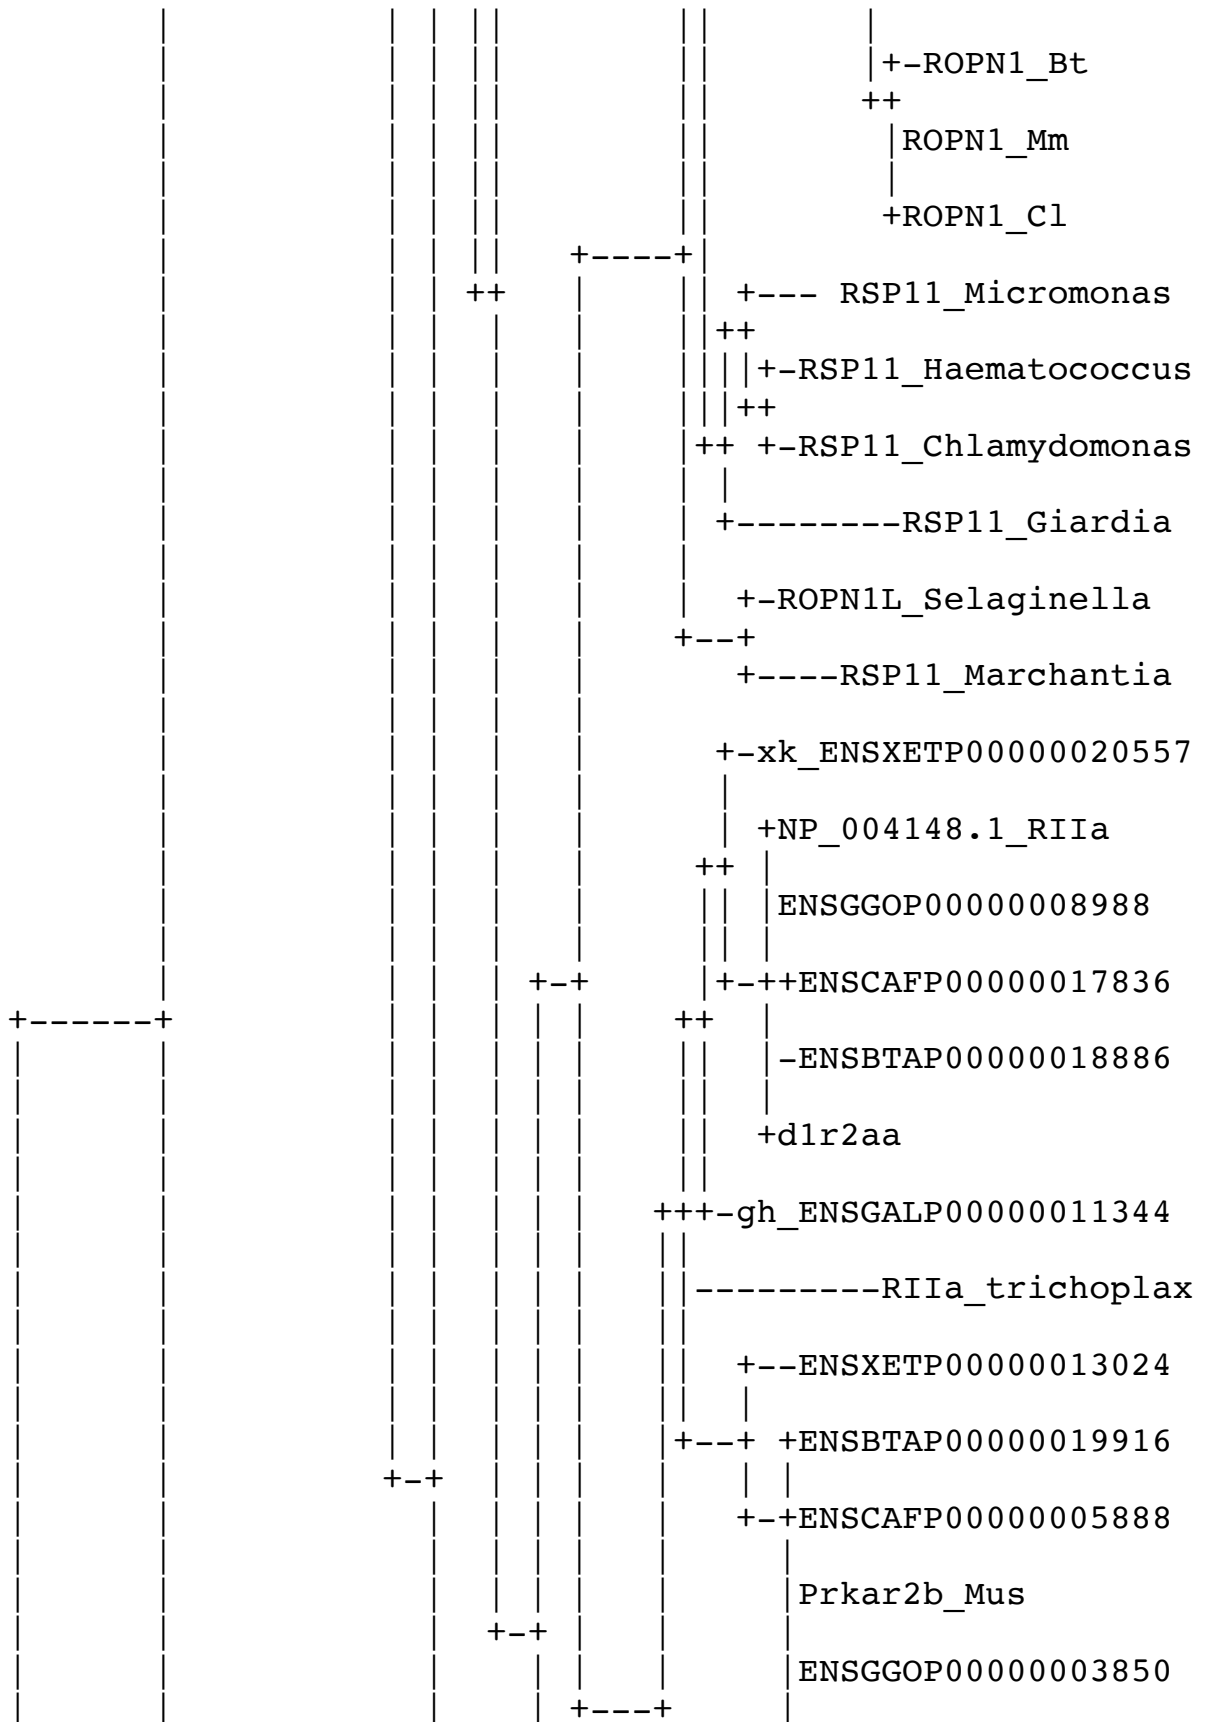 ROPN1_Bt
ROPN1_Mm
ROPN1_Cl
RSP11_Micromonas
RSP11_Haematococcus
RSP11_Chlamydomonas
RSP11_Giardia
ROPN1L_Selaginella
RSP11_Marchantia
xk_ENSXETP00000020557
NP_004148.1_RIIa
ENSGGOP00000008988
ENSCAFP00000017836
ENSBTAP00000018886
d1r2aa
gh_ENSGALP00000011344
RIIa_trichoplax
ENSXETP00000013024
ENSBTAP00000019916
ENSCAFP00000005888
Prkar2b_Mus
ENSGGOP00000003850